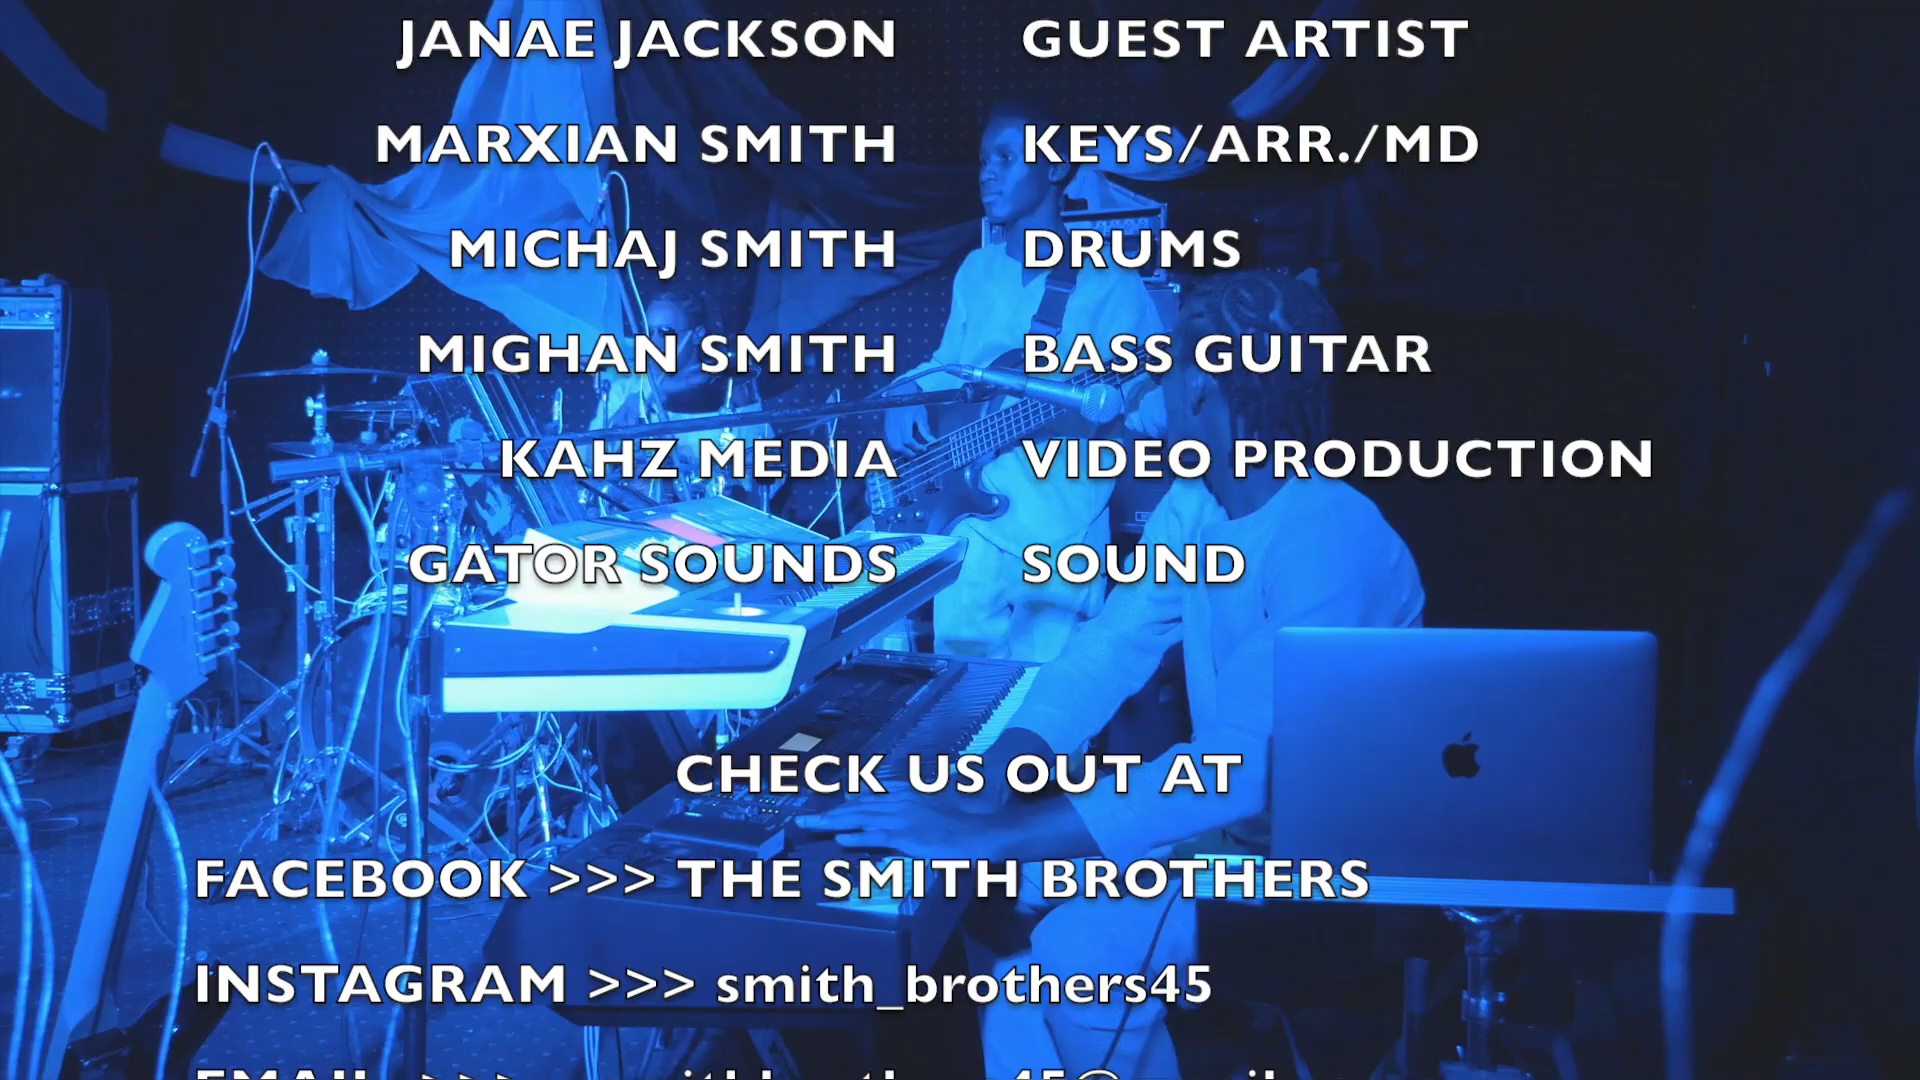 JANAE JACKSON GUEST ARTIST
MARXIAN SMITH KEYS/ARR./MD
MICHAJ SMITH DRUMS
MIGHAN SMITH BASS GUITAR
KAHZ MEDIA VIDEO PRODUCTION
GATOR SOUNDS SOUND
CHECK US OUT AT
FACEBOOK >>> THE SMITH BROTHERS
INSTAGRAM >>> smith_brothers45
EMAIL >>>